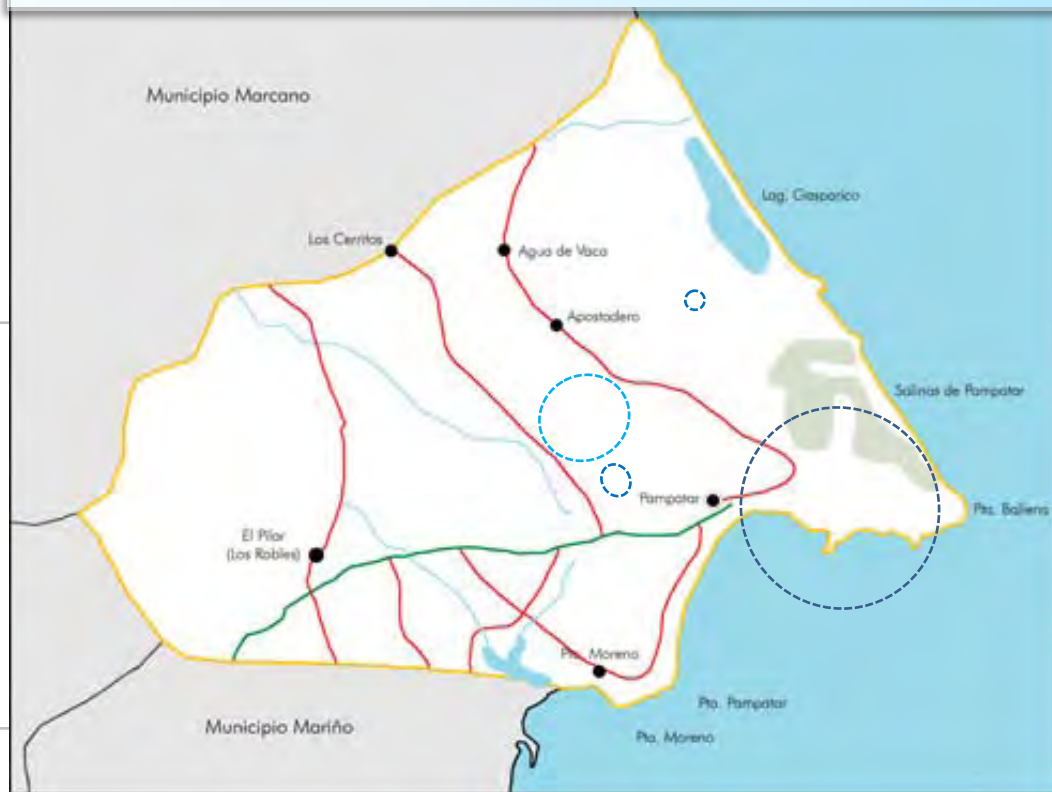 Municipio Marcano
Lag. Gasparico
Los Cerritos
Agua de Vaca
Apostadero
Salinas de Pampatar
Pampatar
Pta. Ballena
El Pilar
(Los Robles)
Pta. Moreno
Pta. Pampatar
Municipio Mariño
Pta. Moreno